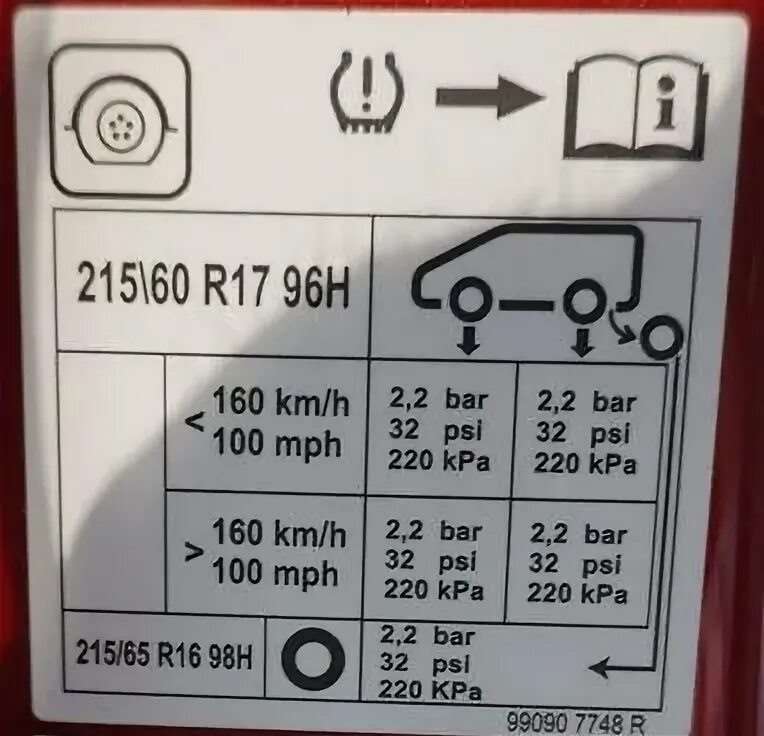 i
215\60 R17 96H
< 160 km/h
100 mph
2,2 bar
32 psi
220 kPa
2,2 bar
32 psi
220 kPa
> 160 km/h
100 mph
2,2 bar
32 psi
220 kPa
2,2 bar
32 psi
220 kPa
215/65 R16 98H
2,2 bar
32 psi
220 KPa
99090 7748 R